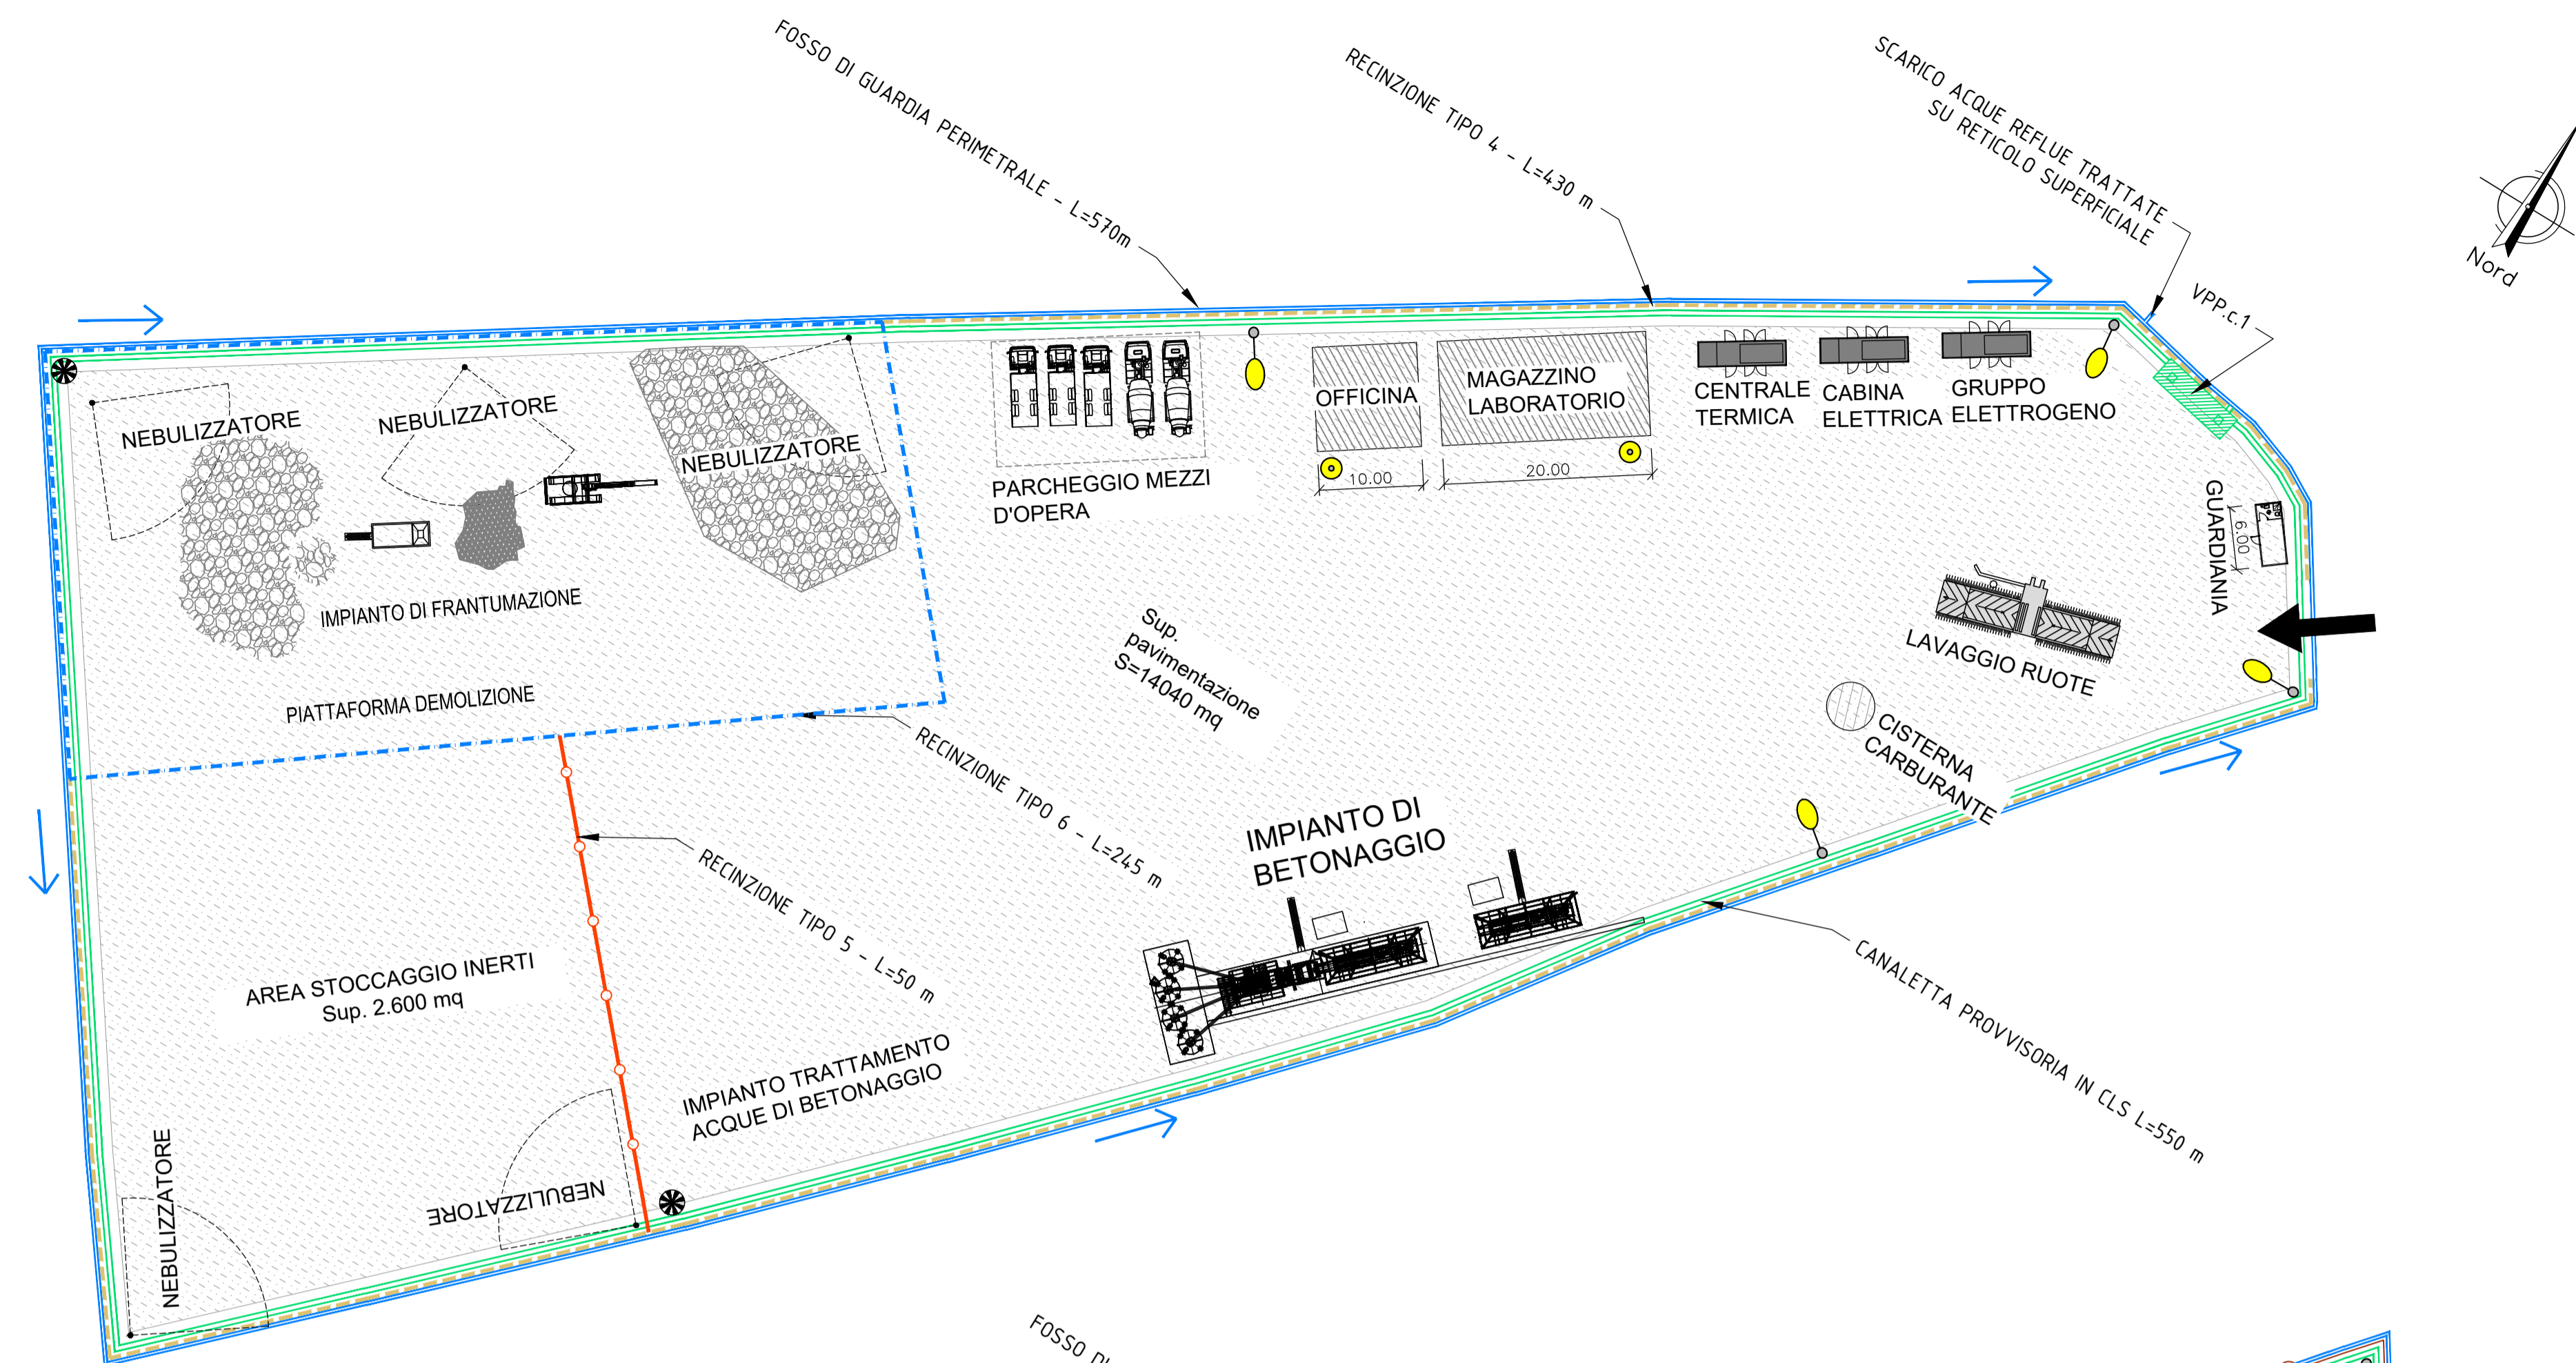 FOSSO DI GUARDIA PERIMETRALE - L=570m
RECINZIONE TIPO 4 - L=430 m
SCARICO ACQUE REFLUE TRATTATE
SU RETICOLO SUPERFICIALE
VPP.c.1
Nord
NEBULIZZATORE
NEBULIZZATORE
NEBULIZZATORE
IMPIANTO DI FRANTUMAZIONE
PIATTAFORMA DEMOLIZIONE
PARCHEGGIO MEZZI
D'OPERA
OFFICINA
10.00
MAGAZZINO
LABORATORIO
20.00
CENTRALE
TERMICA
CABINA
ELETTRICA
GRUPPO
ELETTROGENO
GUARDIANIA
6.00
LAVAGGIO RUOTE
Sup.
pavimentazione
S=14040 mq
CISTERNA
CARBURANTE
RECINZIONE TIPO 6 - L=245 m
RECINZIONE TIPO 5 - L=50 m
IMPIANTO DI
BETONAGGIO
CANALETTA PROVVISORIA IN CLS L=550 m
AREA STOCCAGGIO INERTI
Sup. 2.600 mq
IMPIANTO TRATTAMENTO
ACQUE DI BETONAGGIO
NEBULIZZATORE
NEBULIZZATORE
FOSSO